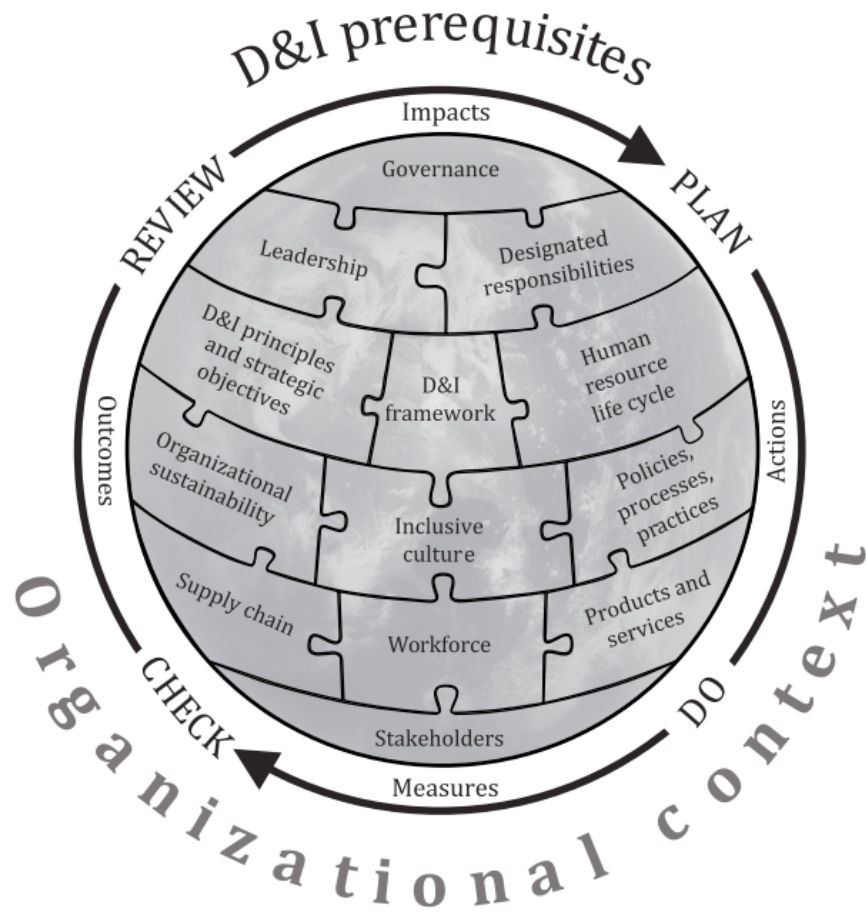 D&I prerequisites
Impacts
REVIEW
PLAN
Governance
Leadership
Designated
responsibilities
D&I principles
and strategic
objectives
D&I
framework
Human
resource
life cycle
Outcomes
Actions
Organizational
sustainability
Inclusive
culture
Policies,
processes,
practices
Supply chain
Workforce
Products and
services
CHECK
DO
Stakeholders
Measures
Organizational context